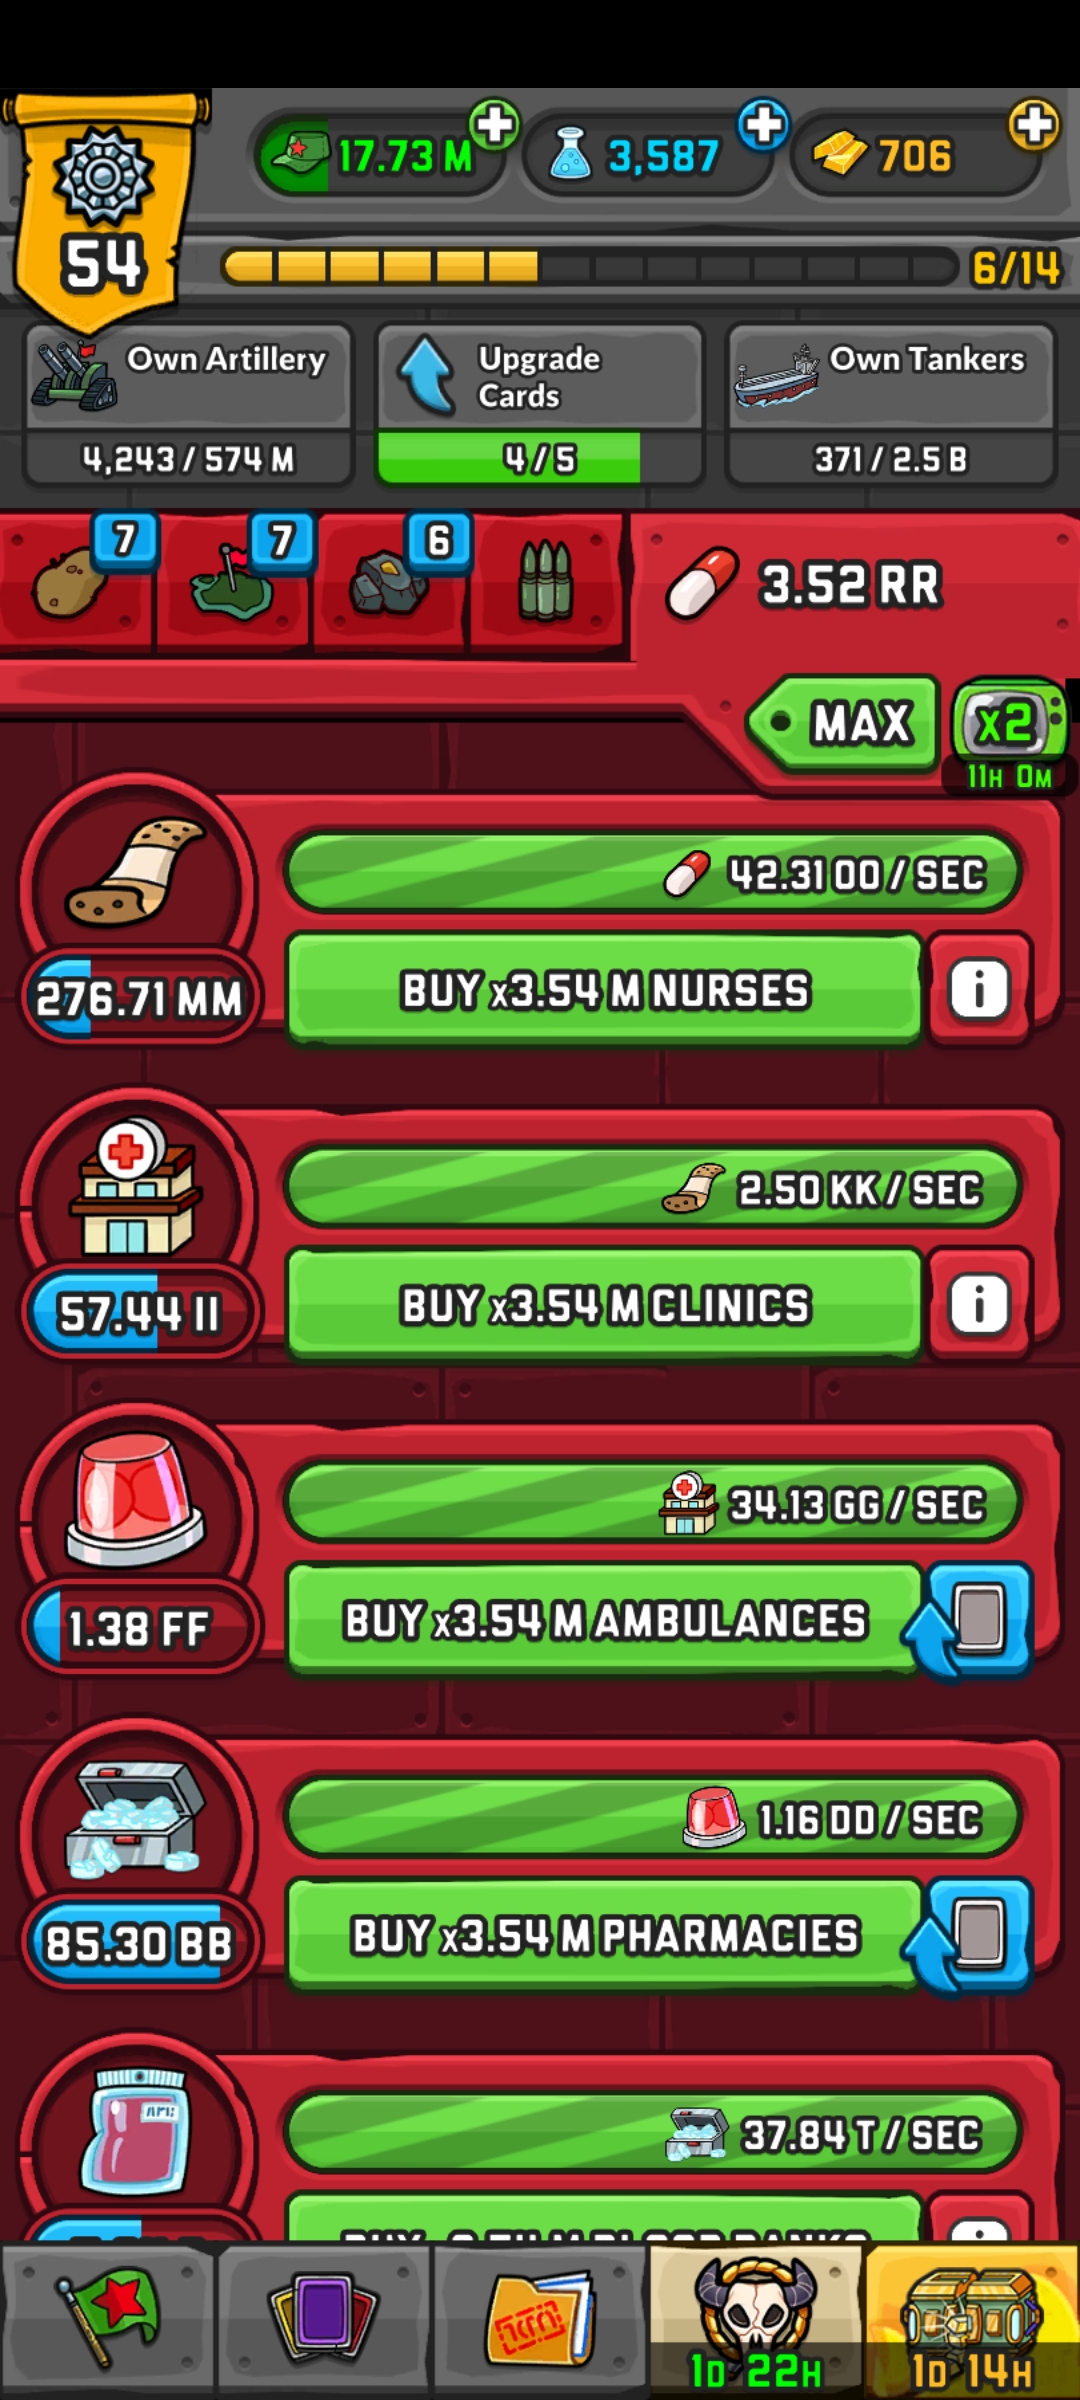 17.73 M
3,587
706
54
6/14
Own Artillery
4,243 / 574 M
Upgrade
Cards
4 / 5
Own Tankers
371 / 2.5 B
7
7
6
3.52 RR
MAX
x2
11H 0M
42.31 OO / SEC
276.71 MM
BUY x3.54 M NURSES
2.50 KK / SEC
57.44 II
BUY x3.54 M CLINICS
34.13 GG / SEC
1.38 FF
BUY x3.54 M AMBULANCES
1.16 DD / SEC
85.30 BB
BUY x3.54 M PHARMACIES
37.84 T / SEC
1D 22H
1D 14H